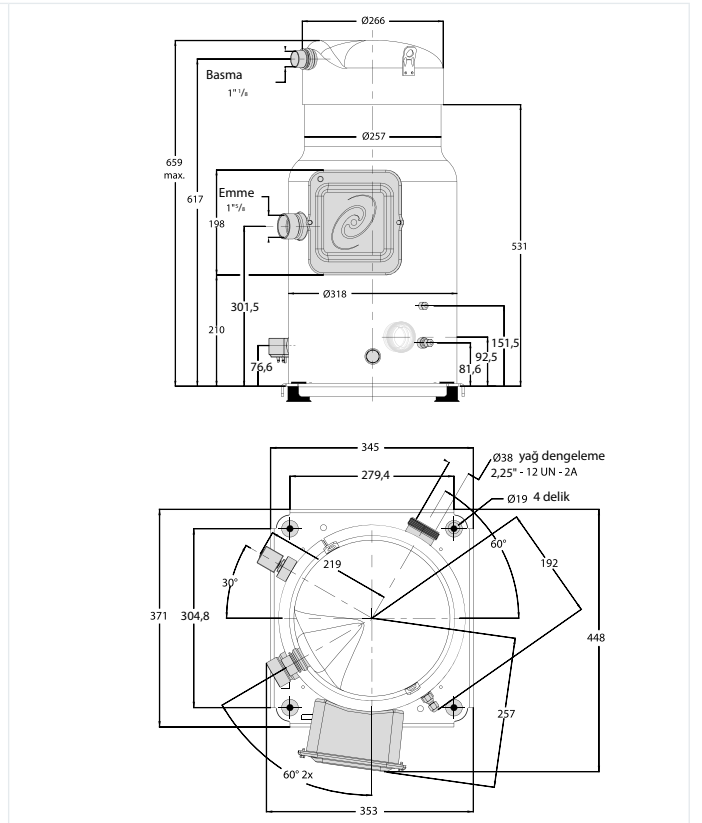 Ø266
Basma
1" 1/8
Ø257
659
max.
617
Emme
1"5/8
198
531
301,5
Ø318
210
151,5
76,6
92,5
81,6
345
Ø38 yağ dengeleme
2,25" - 12 UN - 2A
279,4
Ø19 4 delik
60°
219
192
30°
371
304,8
448
257
60° 2x
353